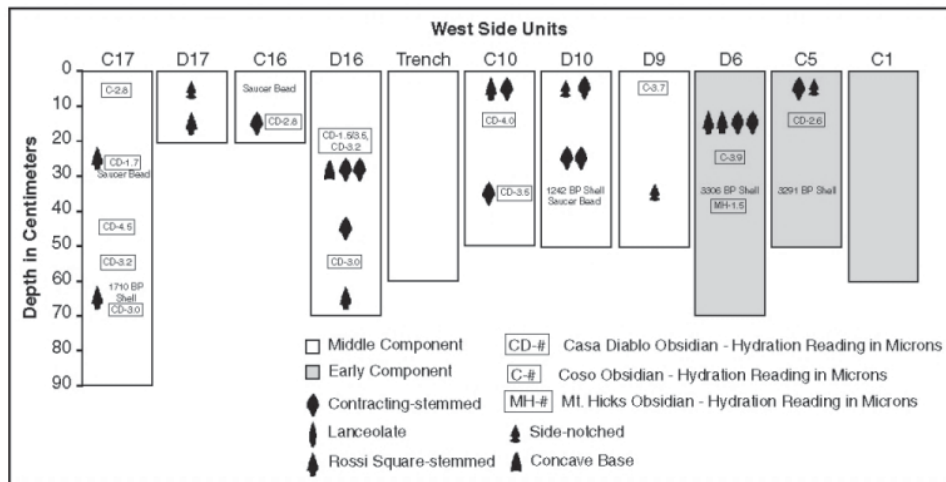 West Side Units
C17 D17 C16 D16 Trench C10 D10 D9 D6 C5 C1
Depth in Centimeters
0
10
20
30
40
50
60
70
80
90
C-2.8
CD-1.7
Saucer Bead
CD-4.5
CD-3.2
1710 BP
Shell
CD-3.0
Saucer Bead
CD-2.8
CD-1.5/3.5,
CD-3.2
CD-3.0
CD-4.0
CD-3.5
1242 BP Shell
Saucer Bead
C-3.7
C-3.9
3306 BP Shell
MH-1.5
CD-2.6
3291 BP Shell
Middle Component
Early Component
Contracting-stemmed
Lanceolate
Rossi Square-stemmed
CD-# Casa Diablo Obsidian - Hydration Reading in Microns
C-# Coso Obsidian - Hydration Reading in Microns
MH-# Mt. Hicks Obsidian - Hydration Reading in Microns
Side-notched
Concave Base